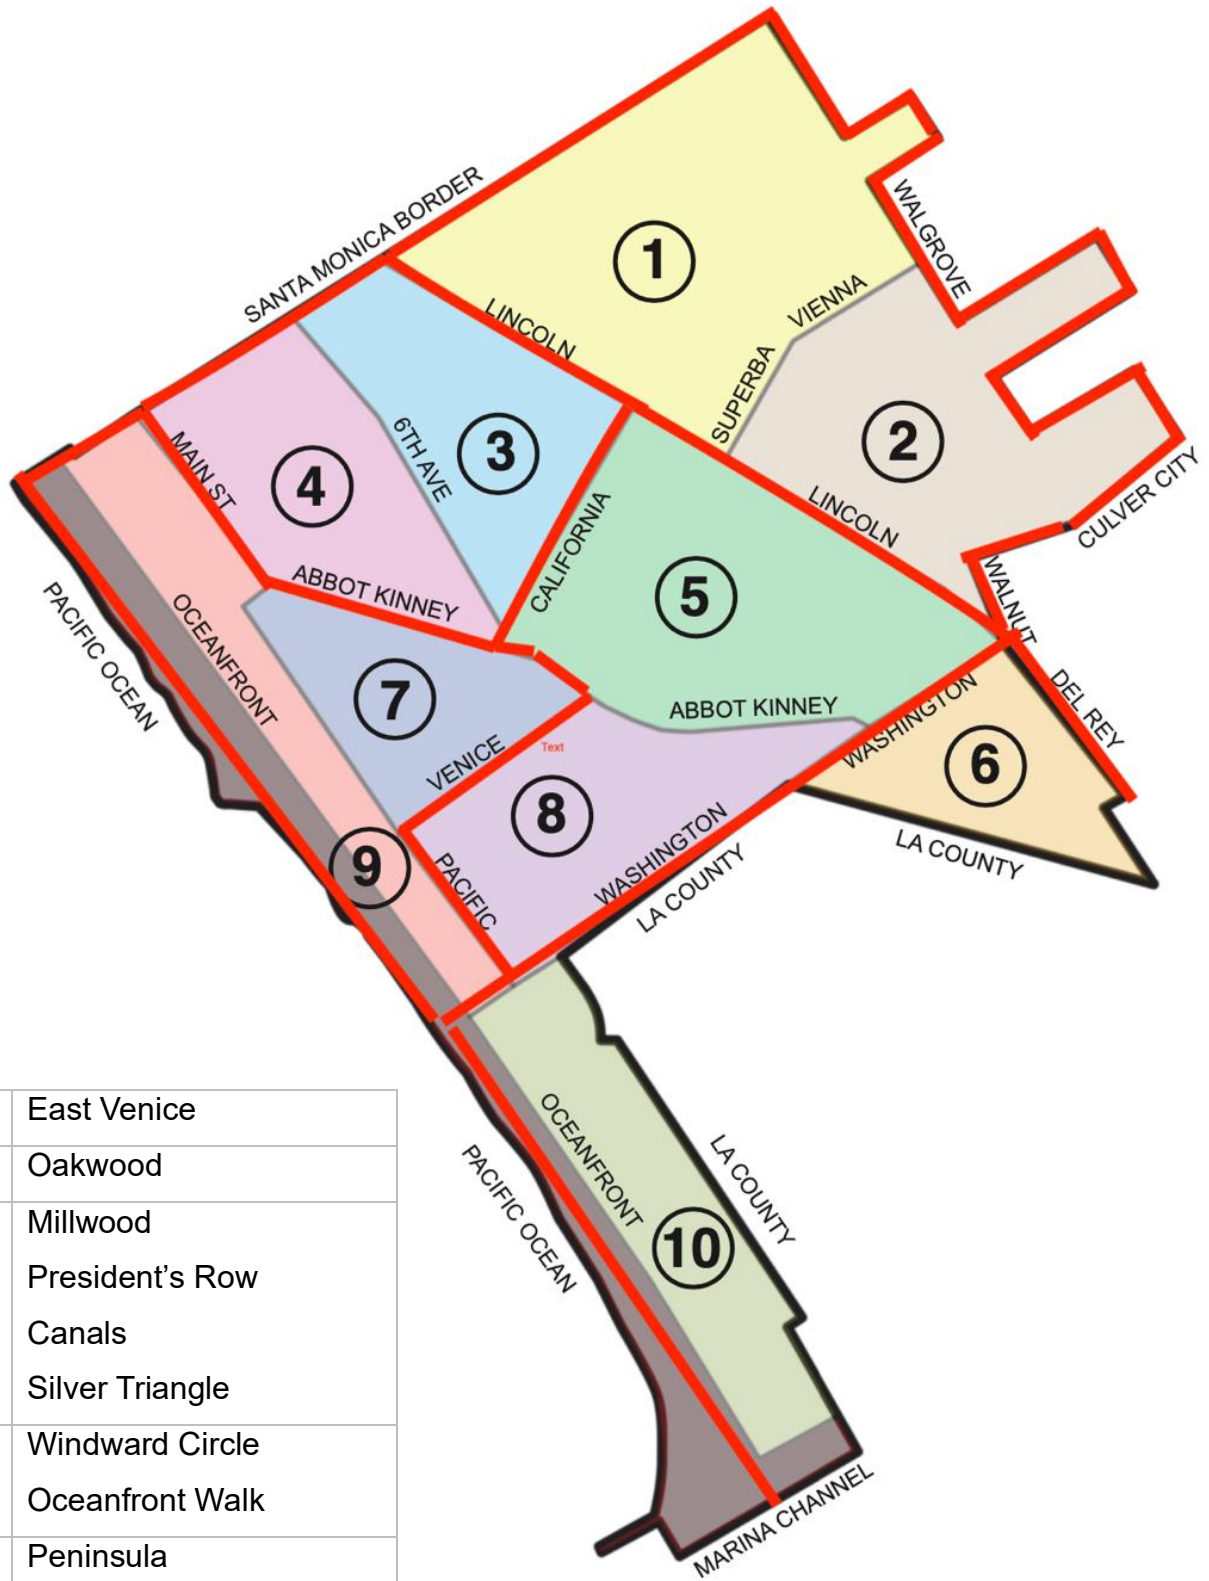 SANTA MONICA BORDER
1
WALGROVE
LINCOLN
VIENNA
SUPERBA
2
3
6TH AVE
4
MAIN ST
CALIFORNIA
LINCOLN
CULVER CITY
WALNUT
ABBOT KINNEY
5
PACIFIC OCEAN
OCEANFRONT
7
ABBOT KINNEY
WASHINGTON
DEL REY
VENICE
Text
6
8
WASHINGTON
LA COUNTY
LA COUNTY
9
PACIFIC
OCEANFRONT
LA COUNTY
PACIFIC OCEAN
10
MARINA CHANNEL
East Venice
Oakwood
Millwood
President’s Row
Canals
Silver Triangle
Windward Circle
Oceanfront Walk
Peninsula